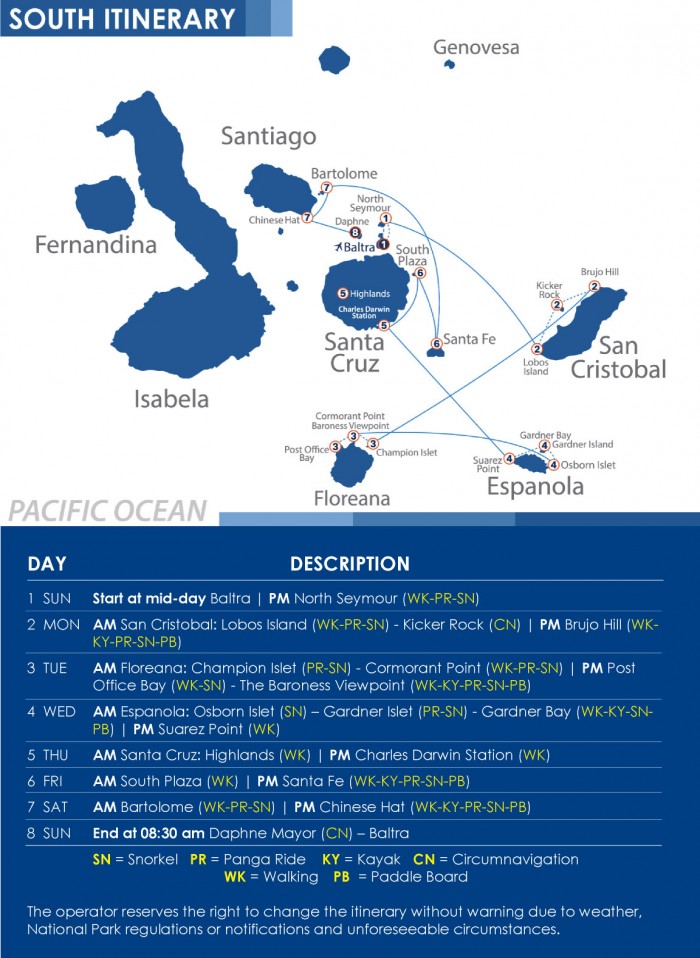 SOUTH ITINERARY
Genovesa
Santiago
Bartolome
7
North
Seymour
1
Chinese Hat
7
Daphne
8
Baltra
1
Fernandina
South
Plaza
6
Brujo Hill
2
Kicker
Rock
2
5 Highlands
Charles Darwin
Station
5
Santa
Cruz
6
Santa Fe
2
Lobos
Island
San
Cristobal
Isabela
Cormorant Point
Baroness Viewpoint
3
Post Office
Bay
3
3
Champion Islet
Floreana
Gardner Bay
4
Gardner Island
Suarez
Point
4
4
Osborn Islet
Espanola
PACIFIC OCEAN
DAY DESCRIPTION
1 SUN Start at mid-day Baltra | PM North Seymour (WK-PR-SN)
2 MON AM San Cristobal: Lobos Island (WK-PR-SN) - Kicker Rock (CN) | PM Brujo Hill (WK-
KY-PR-SN-PB)
3 TUE AM Floreana: Champion Islet (PR-SN) - Cormorant Point (WK-PR-SN) | PM Post
Office Bay (WK-SN) - The Baroness Viewpoint (WK-KY-PR-SN-PB)
4 WED AM Espanola: Osborn Islet (SN) – Gardner Islet (PR-SN) - Gardner Bay (WK-KY-SN-
PB) | PM Suarez Point (WK)
5 THU AM Santa Cruz: Highlands (WK) | PM Charles Darwin Station (WK)
6 FRI AM South Plaza (WK) | PM Santa Fe (WK-KY-PR-SN-PB)
7 SAT AM Bartolome (WK-PR-SN) | PM Chinese Hat (WK-KY-PR-SN-PB)
8 SUN End at 08:30 am Daphne Mayor (CN) – Baltra
SN = Snorkel PR = Panga Ride KY = Kayak CN = Circumnavigation
WK = Walking PB = Paddle Board
The operator reserves the right to change the itinerary without warning due to weather,
National Park regulations or notifications and unforeseeable circumstances.